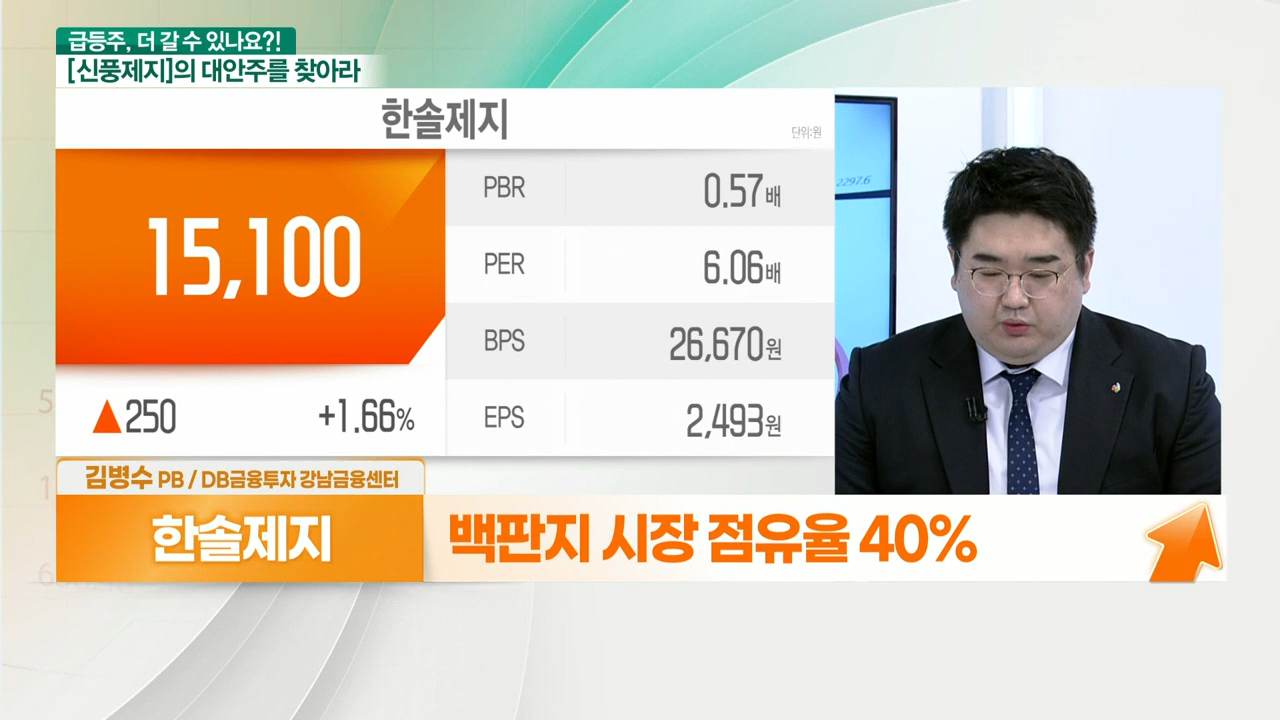 급등주, 더 갈 수 있나요?!
[신풍제지]의 대안주를 찾아라
한솔제지
단위:원
15,100
▲250 +1.66%
PBR 0.57배
PER 6.06배
BPS 26,670원
EPS 2,493원
2297.6
김병수 PB / DB금융투자 강남금융센터
한솔제지
백판지 시장 점유율 40%